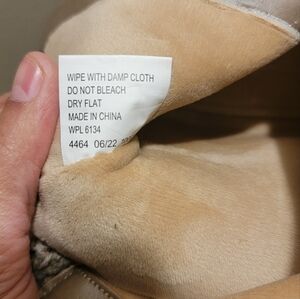 WIPE WITH DAMP CLOTH
DO NOT BLEACH
DRY FLAT
MADE IN CHINA
WPL 6134
4464 06/22